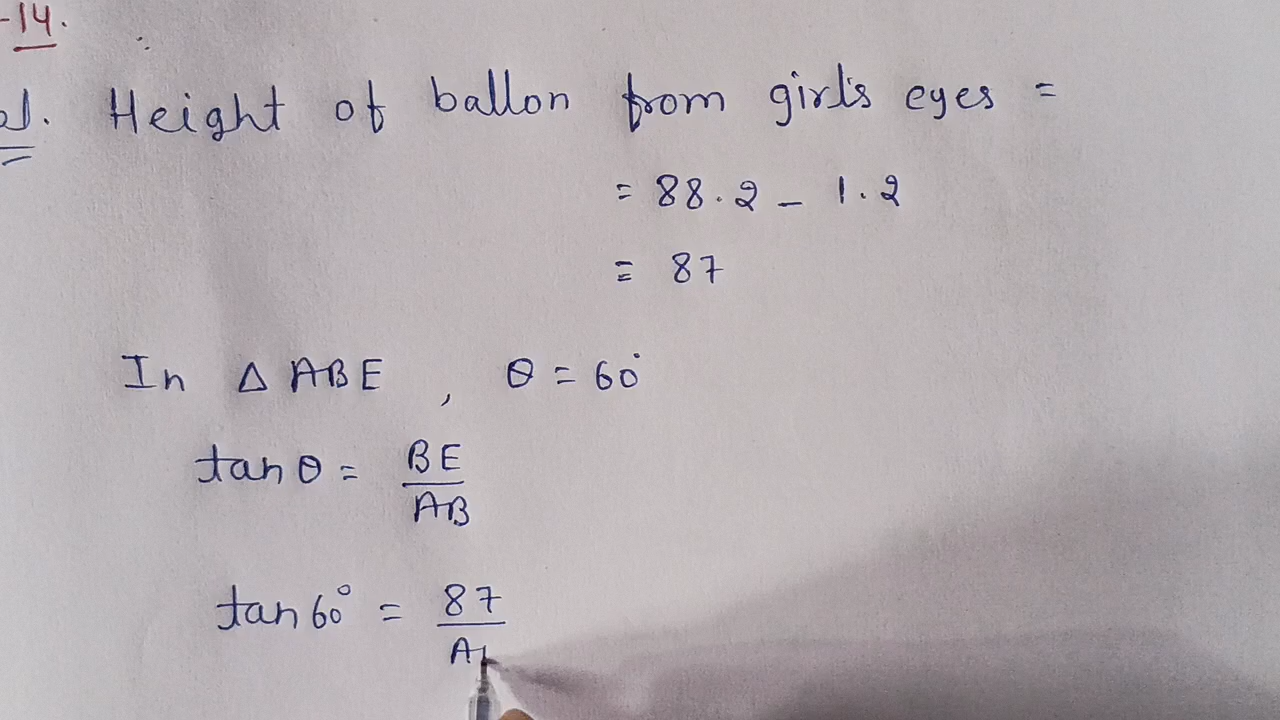 -14.
Height of ballon from girl's eyes =
= 88.2 - 1.2
= 87
In Δ ABE , θ = 60°
tan θ = BE
AB
tan 60° = 87
A